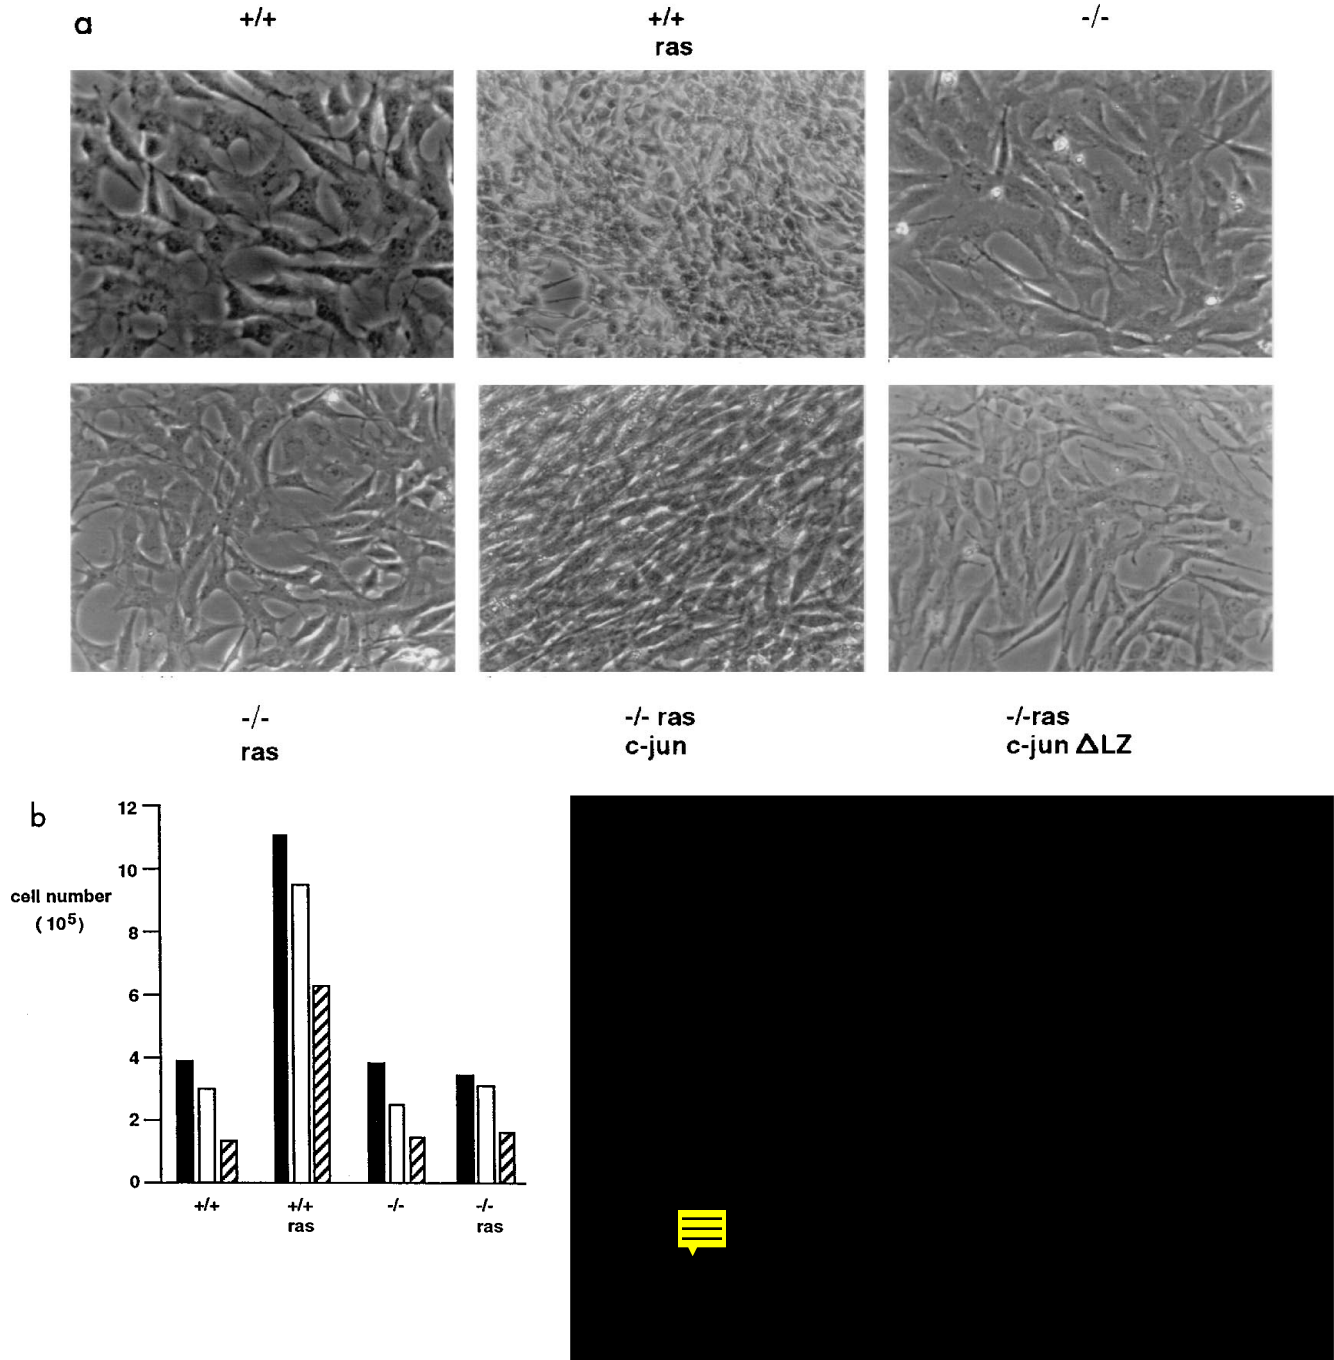 a
+/+
+/+
ras
-/-
-/-
ras
-/- ras
c-jun
-/-ras
c-jun ΔLZ
b
cell number
(10⁵)
12
10
8
6
4
2
0
+/+
+/+
ras
-/-
-/-
ras